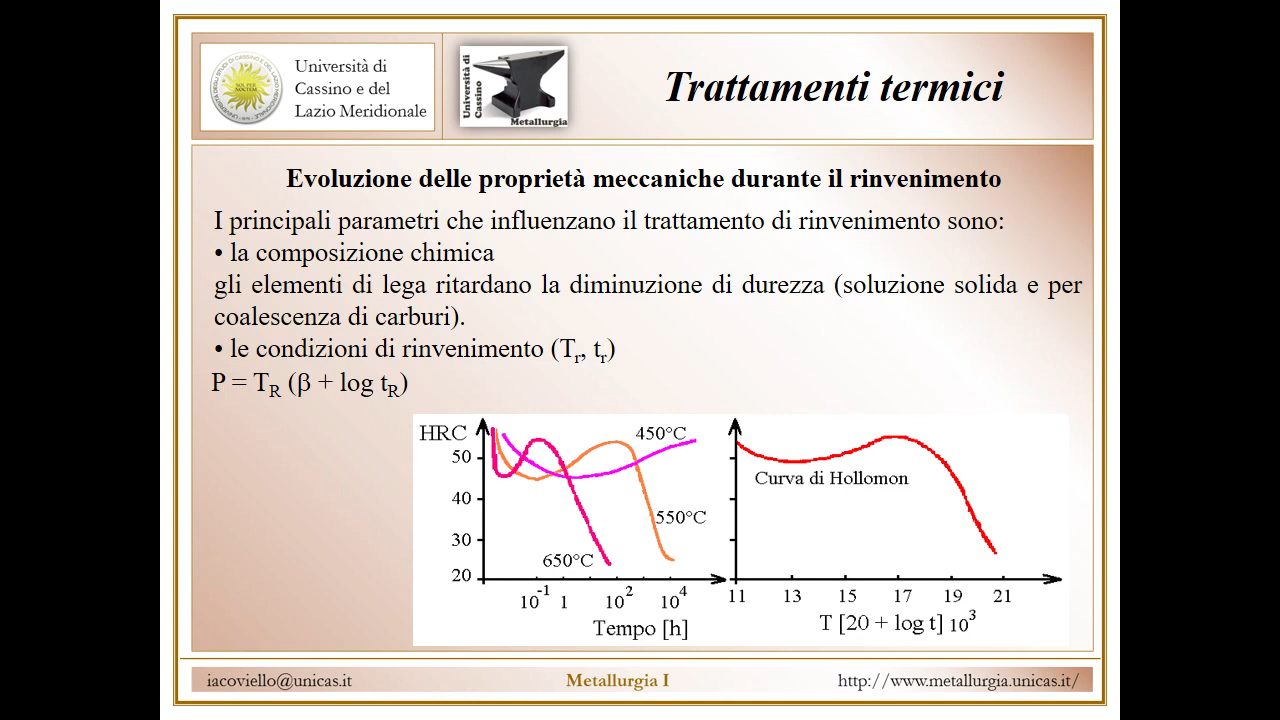 Università di
Cassino e del
Lazio Meridionale
Università di
Cassino
Metallurgia
Trattamenti termici
Evoluzione delle proprietà meccaniche durante il rinvenimento
I principali parametri che influenzano il trattamento di rinvenimento sono:
• la composizione chimica
gli elementi di lega ritardano la diminuzione di durezza (soluzione solida e per
coalescenza di carburi).
• le condizioni di rinvenimento (Tr, tr)
P = TR (β + log tR)
HRC
50
40
30
20
450°C
550°C
650°C
10-1 1 102 104
Tempo [h]
Curva di Hollomon
11 13 15 17 19 21
T [20 + log t] 103
iacoviello@unicas.it
Metallurgia I
http://www.metallurgia.unicas.it/